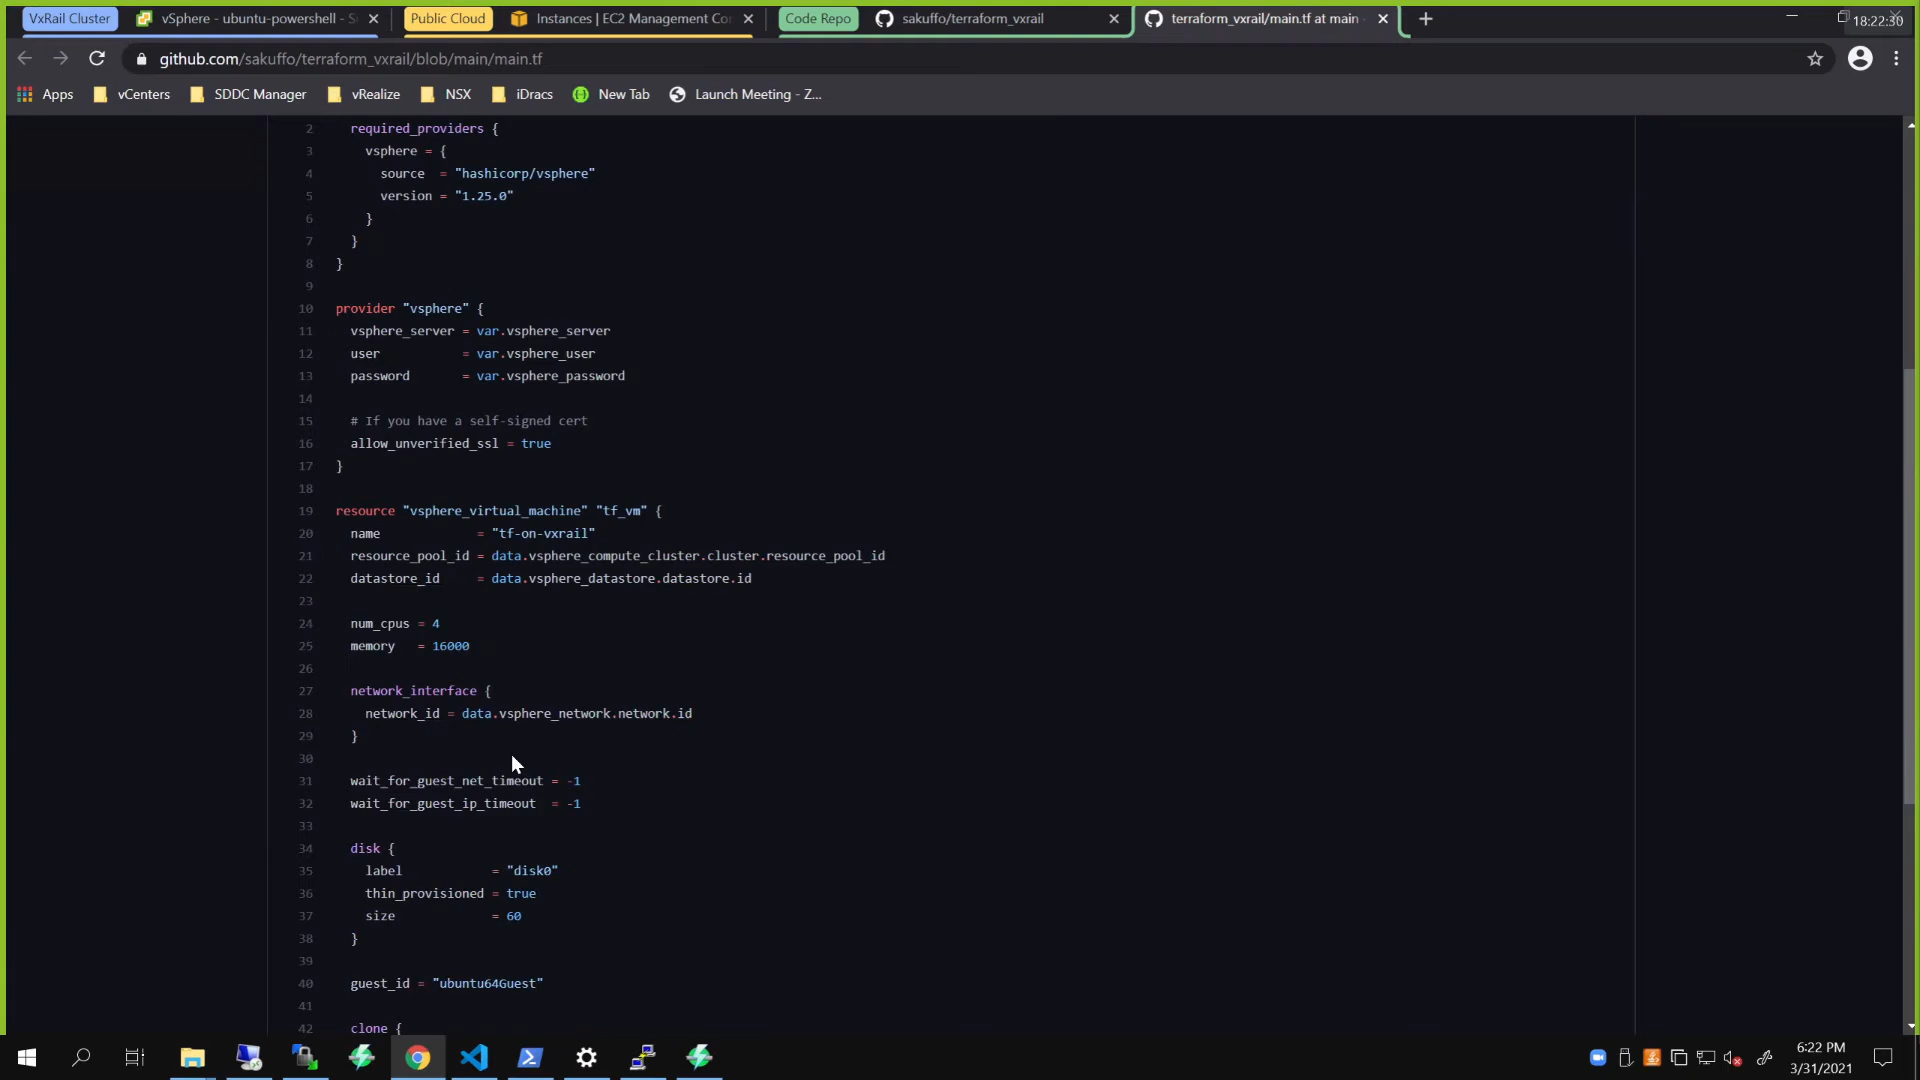 VxRail Cluster
vSphere - ubuntu-powershell - S
Public Cloud
Instances | EC2 Management Con
Code Repo
sakuffo/terraform_vxrail
terraform_vxrail/main.tf at main
18:22:30
github.com/sakuffo/terraform_vxrail/blob/main/main.tf
Apps
vCenters
SDDC Manager
vRealize
NSX
iDracs
New Tab
Launch Meeting - Z...
2 required_providers {
3 vsphere = {
4 source = "hashicorp/vsphere"
5 version = "1.25.0"
6 }
7 }
8 }
9
10 provider "vsphere" {
11 vsphere_server = var.vsphere_server
12 user = var.vsphere_user
13 password = var.vsphere_password
14
15 # If you have a self-signed cert
16 allow_unverified_ssl = true
17 }
18
19 resource "vsphere_virtual_machine" "tf_vm" {
20 name = "tf-on-vxrail"
21 resource_pool_id = data.vsphere_compute_cluster.cluster.resource_pool_id
22 datastore_id = data.vsphere_datastore.datastore.id
23
24 num_cpus = 4
25 memory = 16000
26
27 network_interface {
28 network_id = data.vsphere_network.network.id
29 }
30
31 wait_for_guest_net_timeout = -1
32 wait_for_guest_ip_timeout = -1
33
34 disk {
35 label = "disk0"
36 thin_provisioned = true
37 size = 60
38 }
39
40 guest_id = "ubuntu64Guest"
41
42 clone {
6:22 PM
3/31/2021